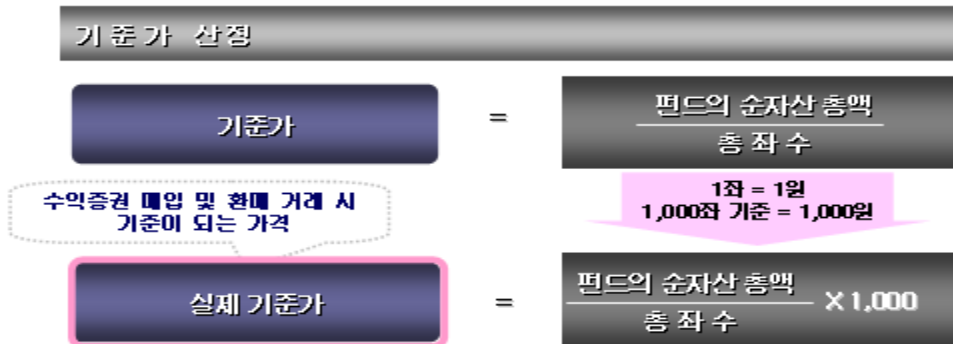 기준가 산정
기준가
=
펀드의 순자산 총액
총 좌 수
수익증권 매입 및 환매 거래 시
기준이 되는 가격
1좌 = 1원
1,000좌 기준 = 1,000원
실제 기준가
=
펀드의 순자산 총액
총 좌 수
X 1,000